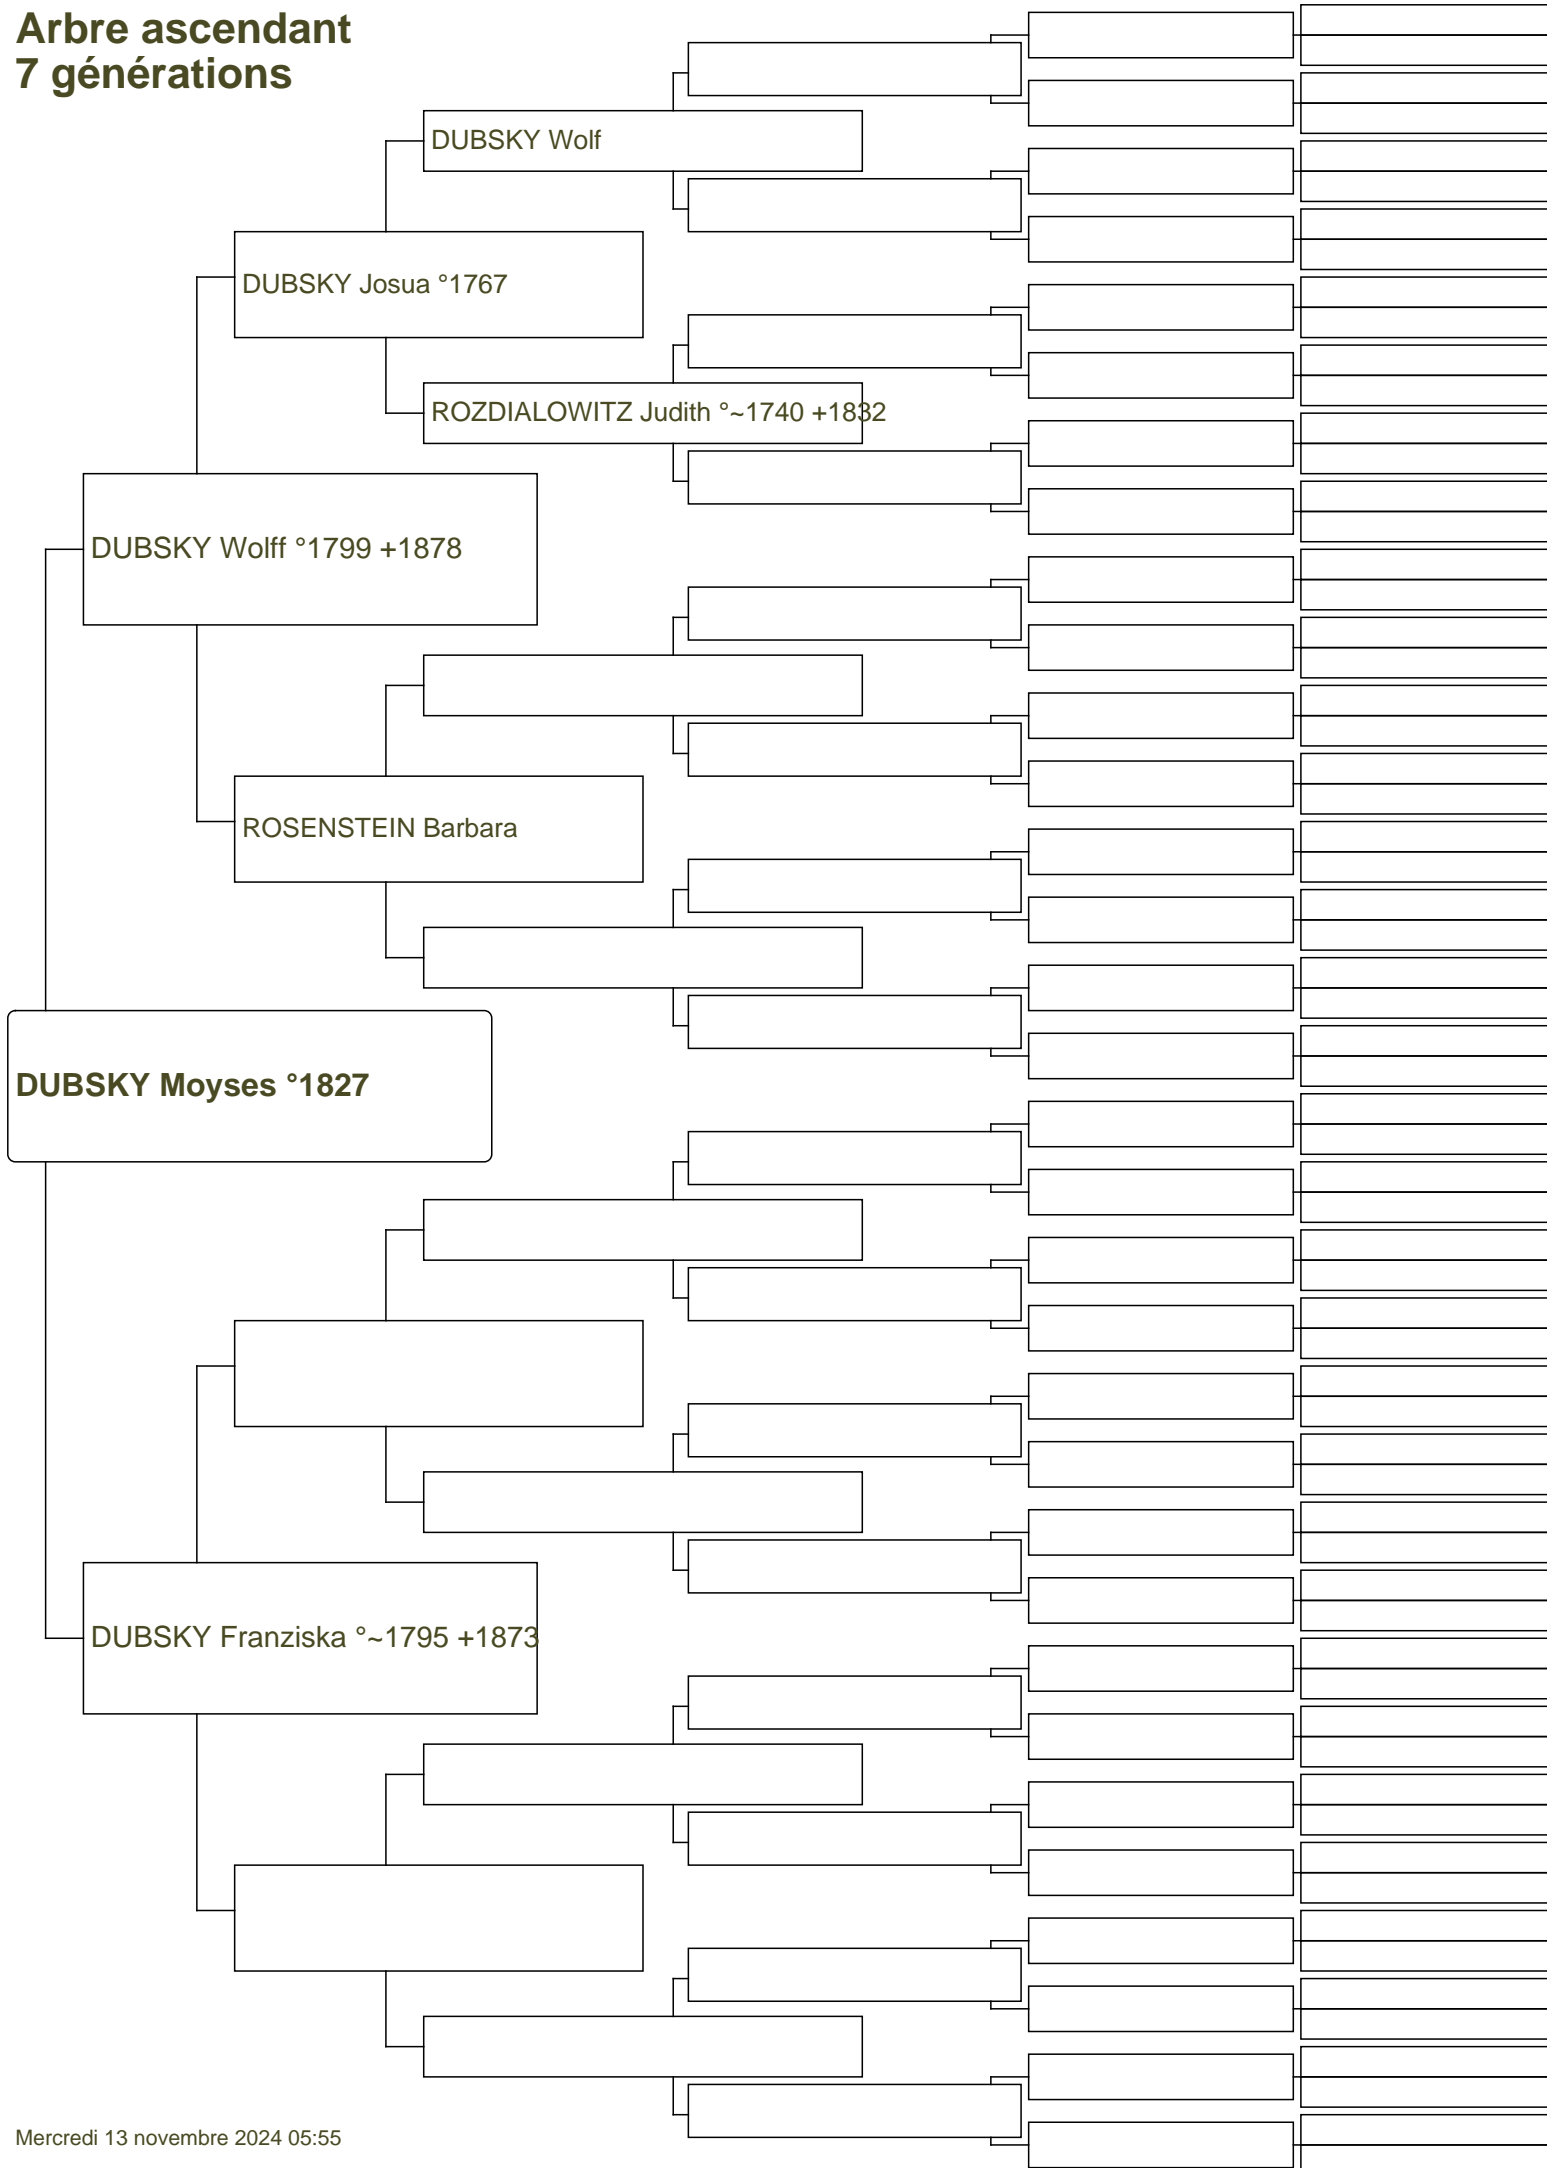 Arbre ascendant
7 générations
DUBSKY Wolf
DUBSKY Josua °1767
ROZDIALOWITZ Judith °~1740 +1832
DUBSKY Wolff °1799 +1878
ROSENSTEIN Barbara
DUBSKY Moyses °1827
DUBSKY Franziska °~1795 +1873
Mercredi 13 novembre 2024 05:55